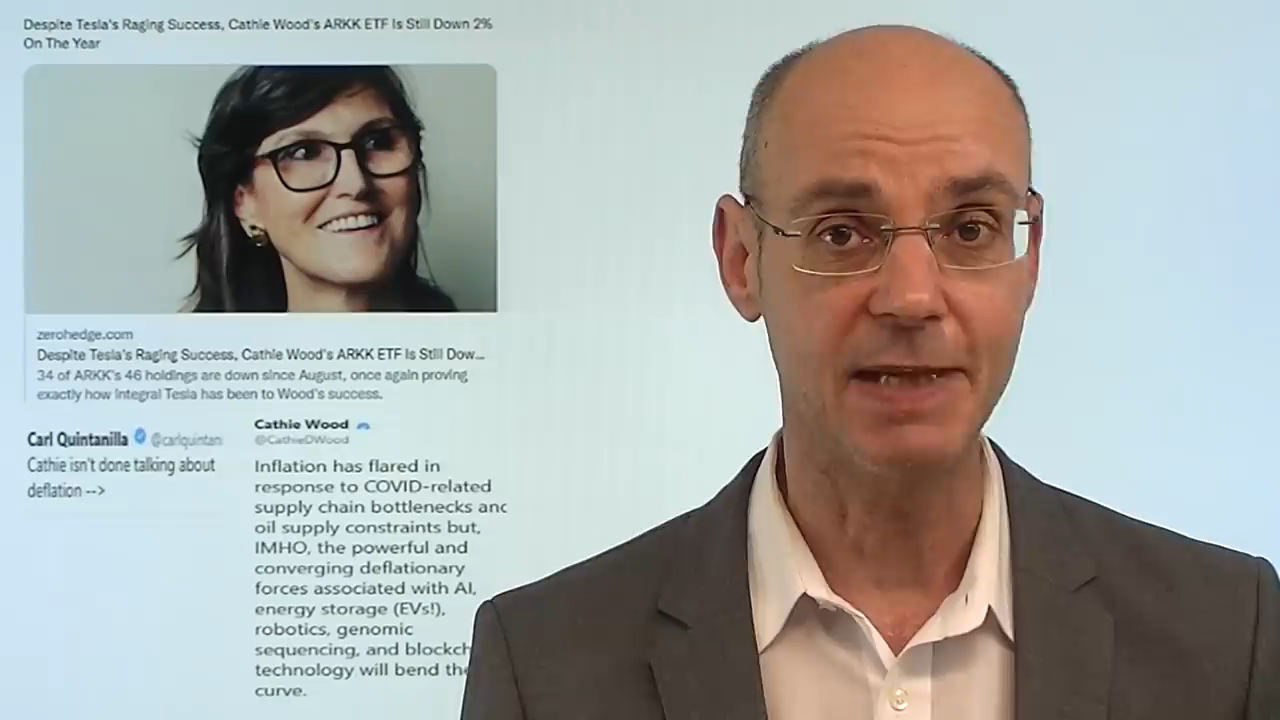 Despite Tesla's Raging Success, Cathie Wood's ARKK ETF Is Still Down 2%
On The Year
zerohedge.com
Despite Tesla's Raging Success, Cathie Wood's ARKK ETF Is Still Dow...
34 of ARKK's 46 holdings are down since August, once again proving
exactly how integral Tesla has been to Wood's success.
Carl Quintanilla @carlquintan
Cathie isn't done talking about
deflation -->
Cathie Wood
@CathieDWood
Inflation has flared in
response to COVID-related
supply chain bottlenecks and
oil supply constraints but,
IMHO, the powerful and
converging deflationary
forces associated with AI,
energy storage (EVs!),
robotics, genomic
sequencing, and blockch
technology will bend the
curve.